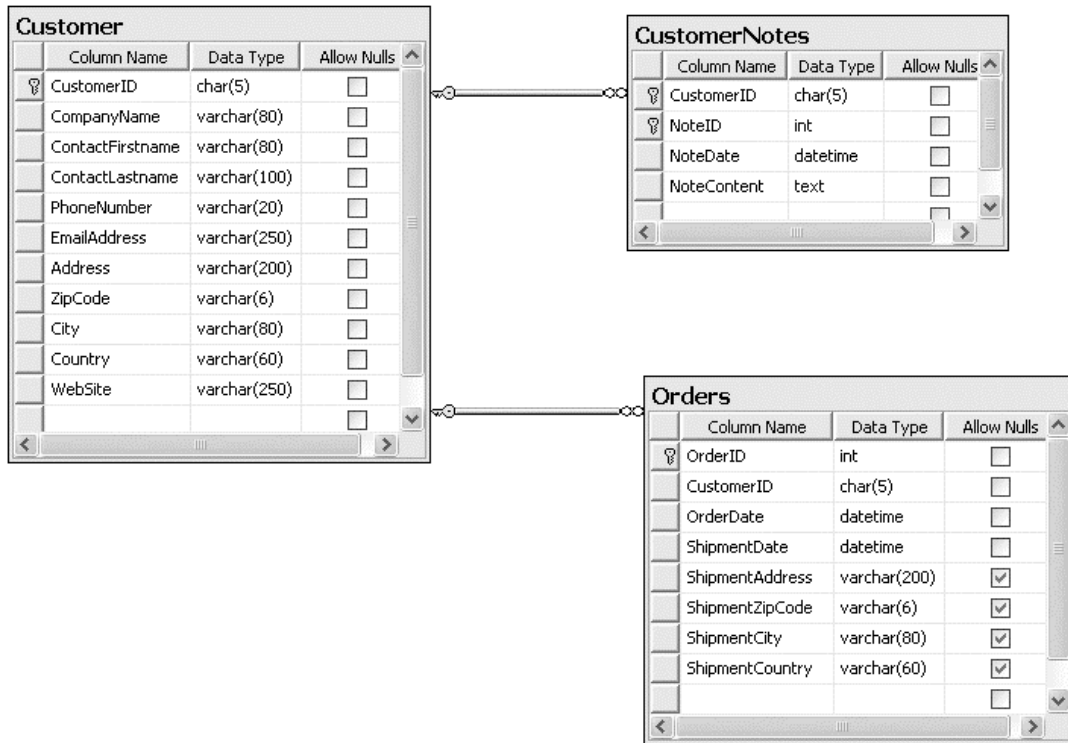 Customer
Column Name Data Type Allow Nulls
CustomerID char(5)
CompanyName varchar(80)
ContactFirstname varchar(80)
ContactLastname varchar(100)
PhoneNumber varchar(20)
EmailAddress varchar(250)
Address varchar(200)
ZipCode varchar(6)
City varchar(80)
Country varchar(60)
WebSite varchar(250)
CustomerNotes
Column Name Data Type Allow Nulls
CustomerID char(5)
NoteID int
NoteDate datetime
NoteContent text
Orders
Column Name Data Type Allow Nulls
OrderID int
CustomerID char(5)
OrderDate datetime
ShipmentDate datetime
ShipmentAddress varchar(200)
ShipmentZipCode varchar(6)
ShipmentCity varchar(80)
ShipmentCountry varchar(60)